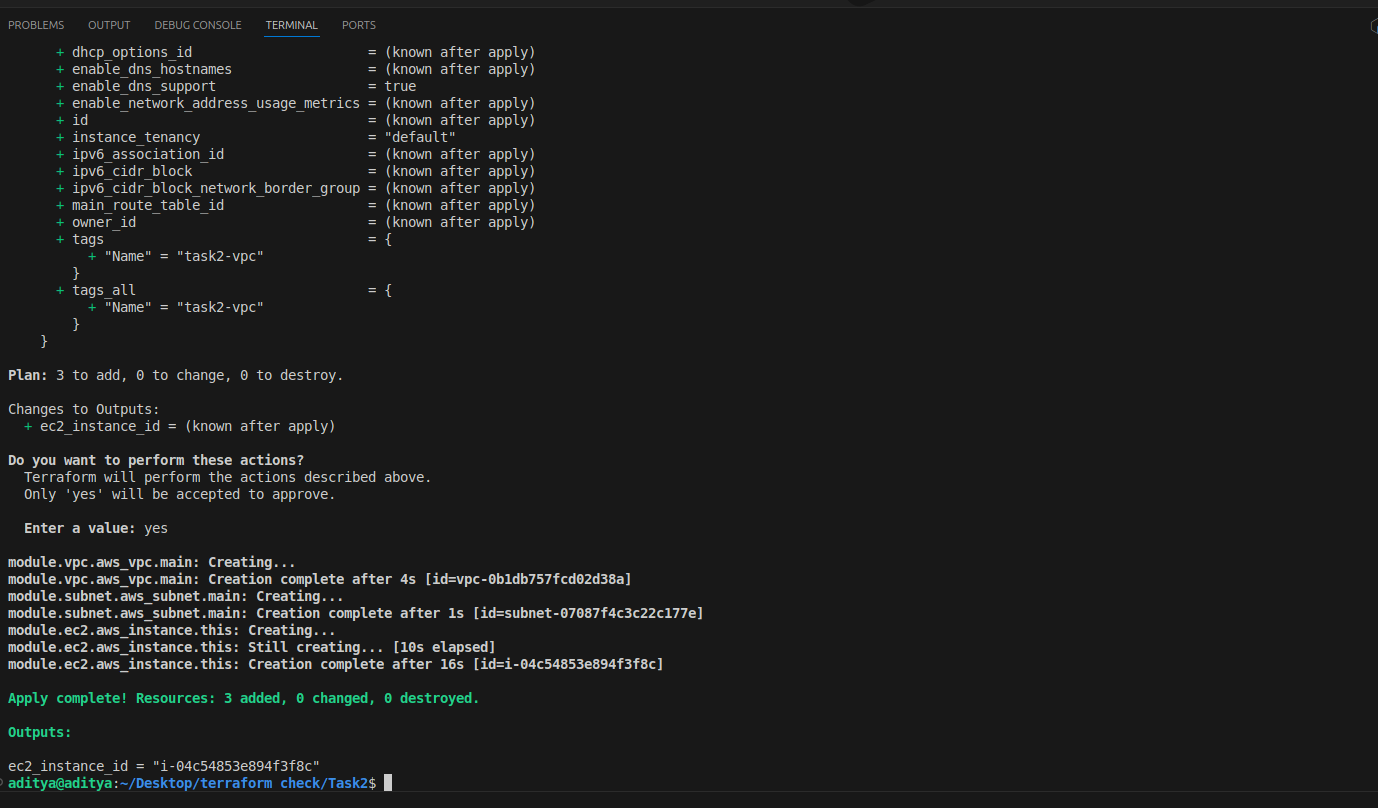 PROBLEMS OUTPUT DEBUG CONSOLE TERMINAL PORTS
+ dhcp_options_id = (known after apply)
+ enable_dns_hostnames = (known after apply)
+ enable_dns_support = true
+ enable_network_address_usage_metrics = (known after apply)
+ id = (known after apply)
+ instance_tenancy = "default"
+ ipv6_association_id = (known after apply)
+ ipv6_cidr_block = (known after apply)
+ ipv6_cidr_block_network_border_group = (known after apply)
+ main_route_table_id = (known after apply)
+ owner_id = (known after apply)
+ tags = {
+ "Name" = "task2-vpc"
}
+ tags_all = {
+ "Name" = "task2-vpc"
}
}
Plan: 3 to add, 0 to change, 0 to destroy.
Changes to Outputs:
+ ec2_instance_id = (known after apply)
Do you want to perform these actions?
Terraform will perform the actions described above.
Only 'yes' will be accepted to approve.
Enter a value: yes
module.vpc.aws_vpc.main: Creating...
module.vpc.aws_vpc.main: Creation complete after 4s [id=vpc-0b1db757fcd02d38a]
module.subnet.aws_subnet.main: Creating...
module.subnet.aws_subnet.main: Creation complete after 1s [id=subnet-07087f4c3c22c177e]
module.ec2.aws_instance.this: Creating...
module.ec2.aws_instance.this: Still creating... [10s elapsed]
module.ec2.aws_instance.this: Creation complete after 16s [id=i-04c54853e894f3f8c]
Apply complete! Resources: 3 added, 0 changed, 0 destroyed.
Outputs:
ec2_instance_id = "i-04c54853e894f3f8c"
aditya@aditya:~/Desktop/terraform check/Task2$